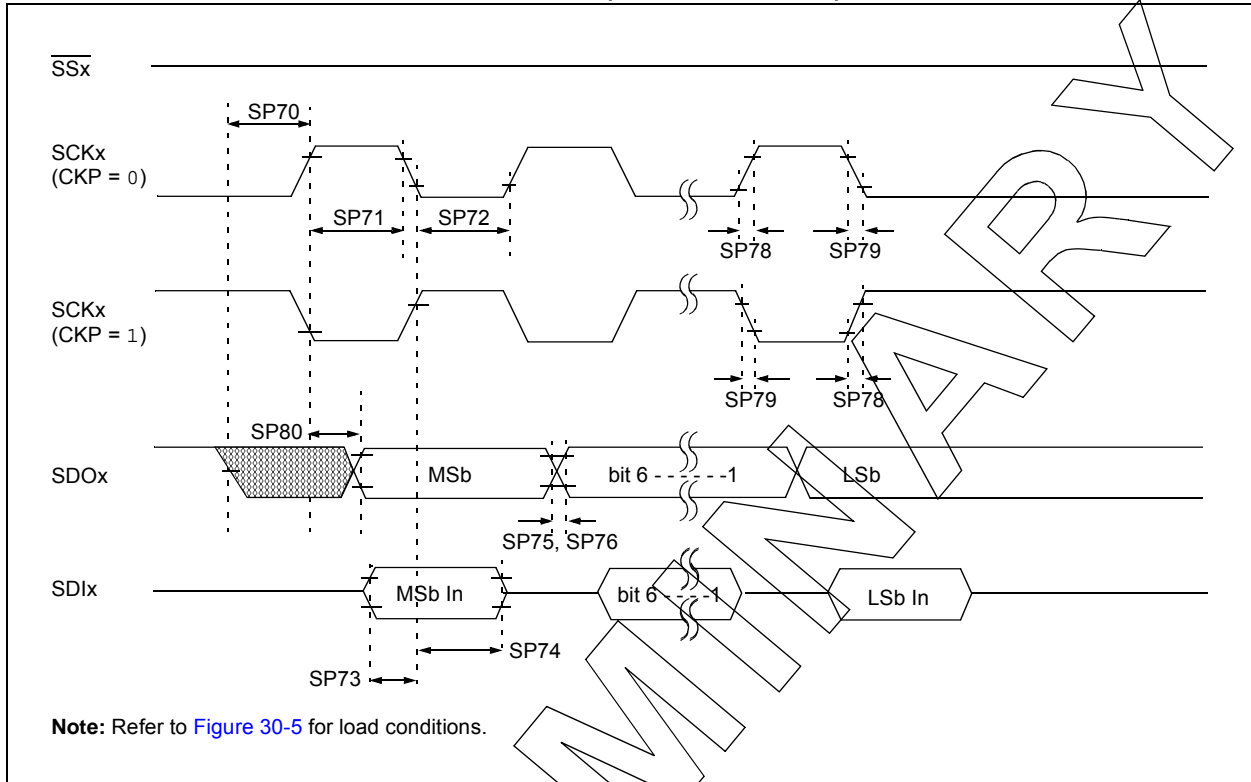 SSx
SP70
SCKx
(CKP = 0)
SP71
SP72
SP78
SP79
SCKx
(CKP = 1)
SP79
SP78
SP80
SDOx
MSb
bit 6 - - - - - -1
LSb
SP75, SP76
SDIx
MSb In
bit 6 - - - - -1
LSb In
SP74
SP73
Note: Refer to Figure 30-5 for load conditions.
MINARY